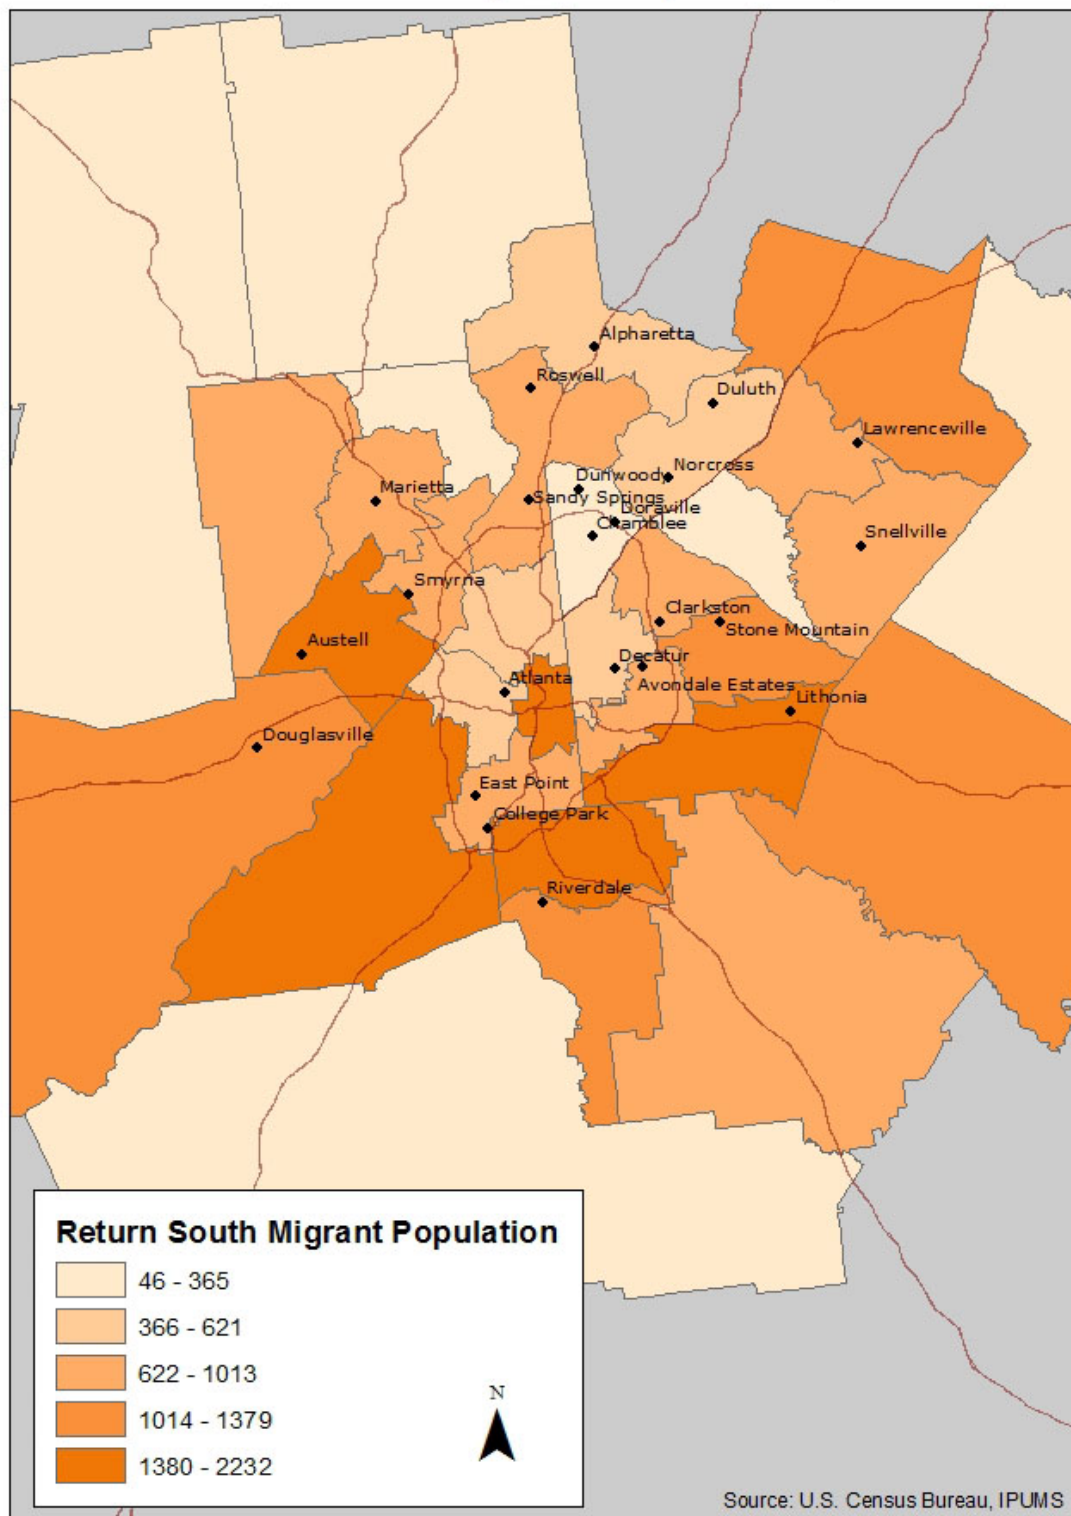 Alpharetta
Roswell
Duluth
Lawrenceville
Norcross
Dunwoody
Marietta
Sandy Springs
Doraville
Chamblee
Snellville
Smyrna
Clarkston
Stone Mountain
Austell
Decatur
Atlanta
Avondale Estates
Lithonia
Douglasville
East Point
College Park
Riverdale
Return South Migrant Population
46 - 365
366 - 621
622 - 1013
1014 - 1379
1380 - 2232
N
Source: U.S. Census Bureau, IPUMS